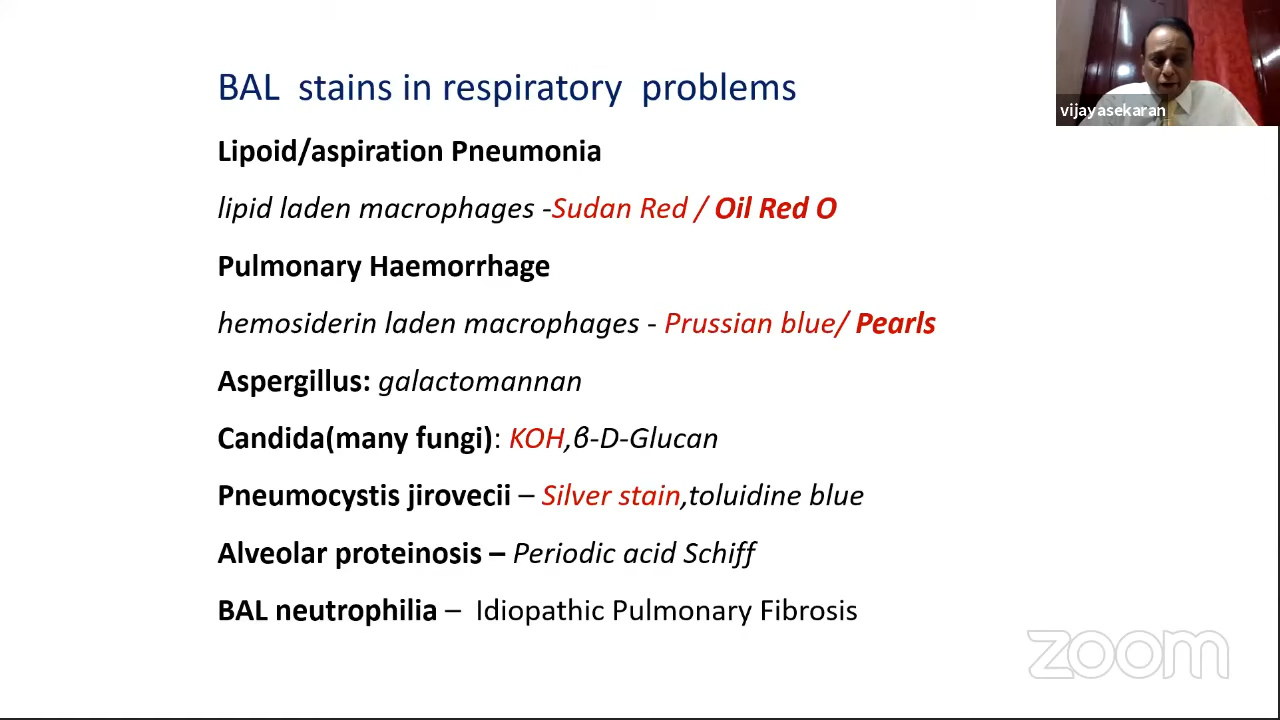 BAL stains in respiratory problems
vijayasekaran
Lipoid/aspiration Pneumonia
lipid laden macrophages -Sudan Red / Oil Red O
Pulmonary Haemorrhage
hemosiderin laden macrophages - Prussian blue/ Pearls
Aspergillus: galactomannan
Candida(many fungi): KOH,β-D-Glucan
Pneumocystis jirovecii – Silver stain,toluidine blue
Alveolar proteinosis – Periodic acid Schiff
BAL neutrophilia – Idiopathic Pulmonary Fibrosis
zoom